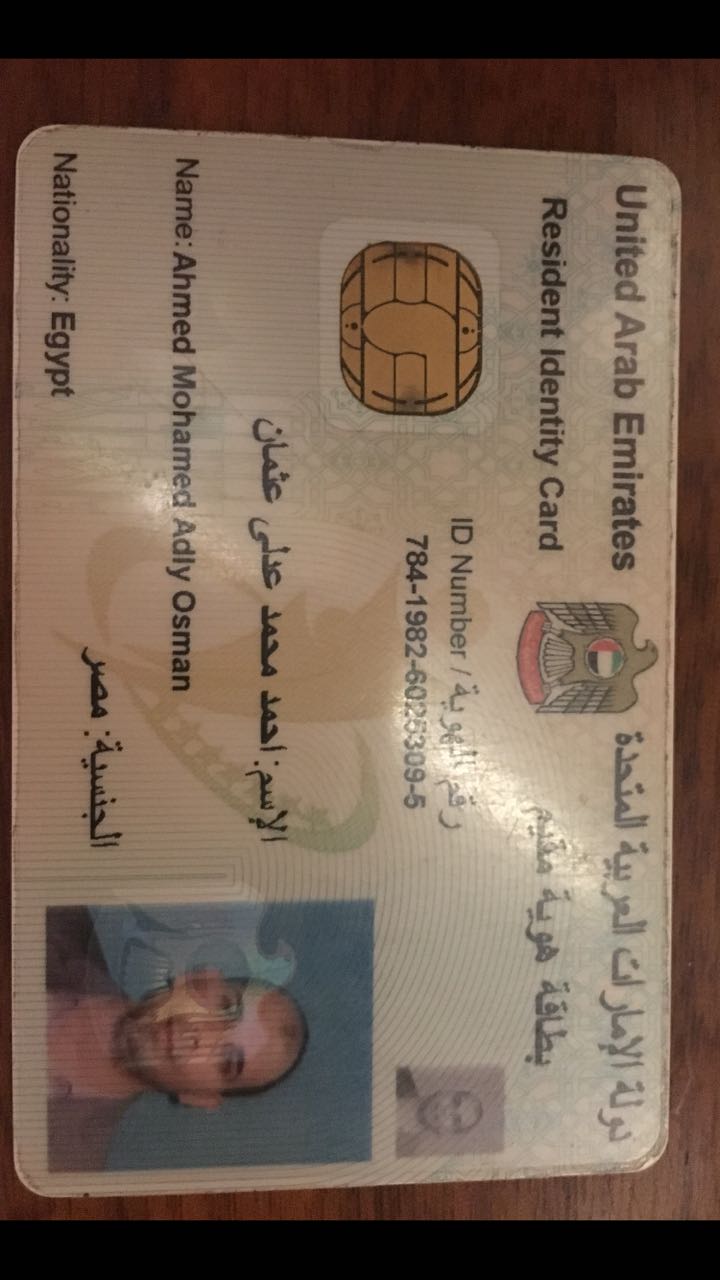 United Arab Emirates
دولة الإمارات العربية المتحدة
Resident Identity Card
بطاقة هوية مقيم
ID Number / رقم الهوية
784-1982-6025309-5
الإسم: احمد محمد عدلى عثمان
Name: Ahmed Mohamed Adly Osman
الجنسية: مصر
Nationality: Egypt